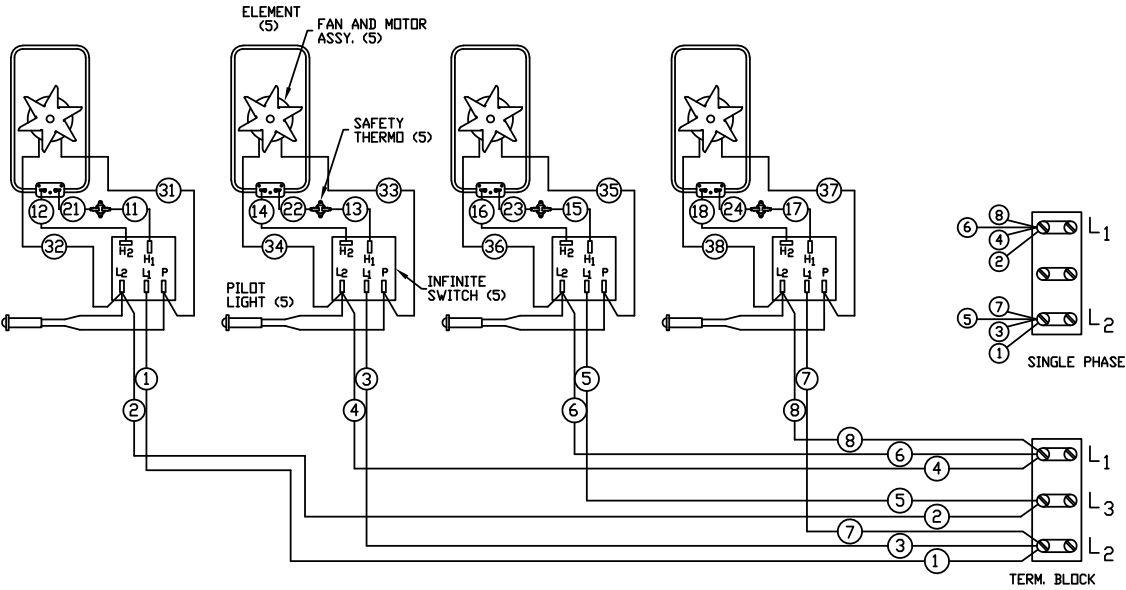 ELEMENT
(5)
FAN AND MOTOR
ASSY. (5)
SAFETY
THERMO (5)
31
33
35
37
12
21
11
14
22
13
16
23
15
18
24
17
32
34
36
38
H2
H1
L2
L1
P
H2
H1
L2
L1
P
H2
H1
L2
L1
P
H2
H1
L2
L1
P
PILOT
LIGHT (5)
INFINITE
SWITCH (5)
8
6
4
2
L1
7
5
3
1
L2
SINGLE PHASE
1
3
5
7
2
4
6
8
8
6
4
L1
5
2
L3
7
3
1
L2
TERM. BLOCK